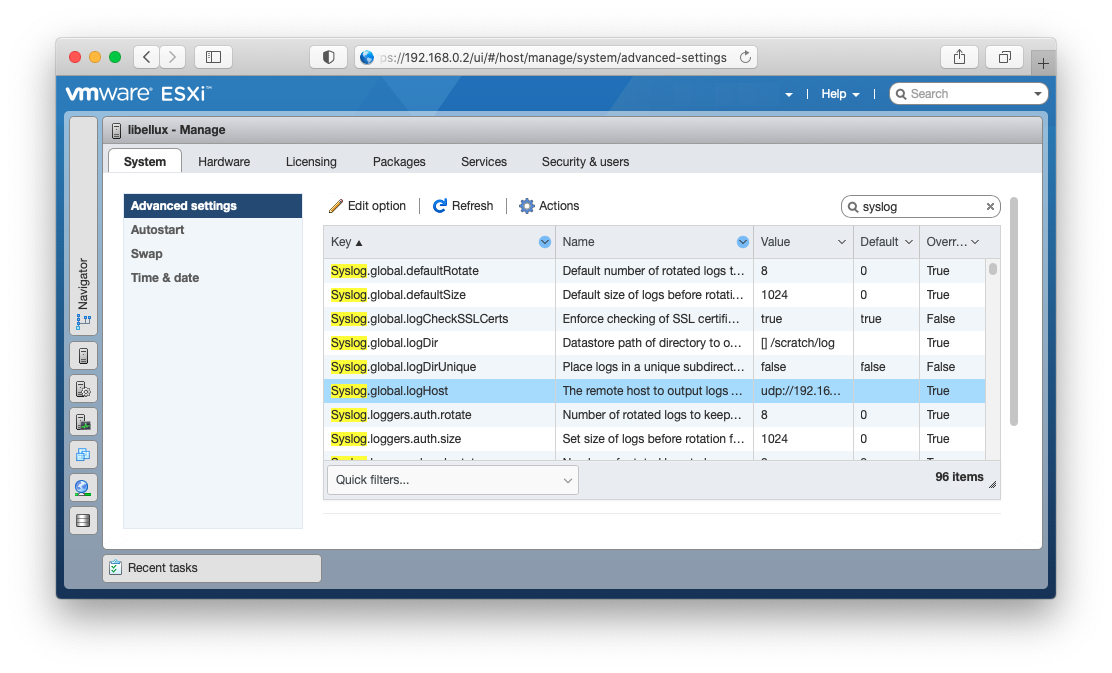 ps://192.168.0.2/ui/#/host/manage/system/advanced-settings
vmware® ESXi™
Help
Search
libellux - Manage
System Hardware Licensing Packages Services Security & users
Navigator
Advanced settings
Autostart
Swap
Time & date
Edit option Refresh Actions syslog
Key Name Value Default Overr...
Syslog.global.defaultRotate Default number of rotated logs t... 8 0 True
Syslog.global.defaultSize Default size of logs before rotati... 1024 0 True
Syslog.global.logCheckSSLCerts Enforce checking of SSL certifi... true true False
Syslog.global.logDir Datastore path of directory to o... [] /scratch/log True
Syslog.global.logDirUnique Place logs in a unique subdirect... false false False
Syslog.global.logHost The remote host to output logs ... udp://192.16... True
Syslog.loggers.auth.rotate Number of rotated logs to keep... 8 0 True
Syslog.loggers.auth.size Set size of logs before rotation f... 1024 0 True
Quick filters...
96 items
Recent tasks